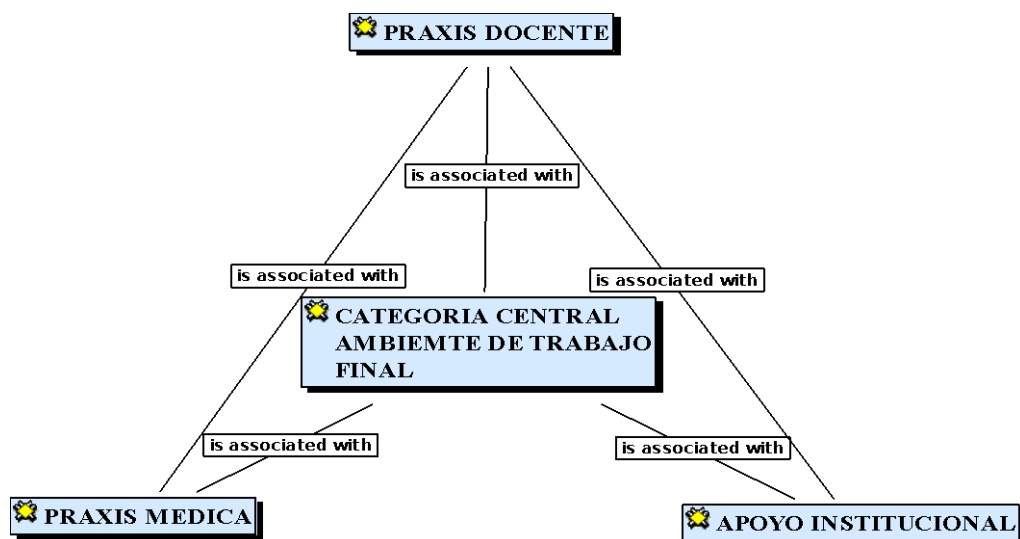 PRAXIS DOCENTE
is associated with
is associated with
is associated with
CATEGORIA CENTRAL
AMBIEMTE DE TRABAJO
FINAL
is associated with
is associated with
PRAXIS MEDICA
APOYO INSTITUCIONAL